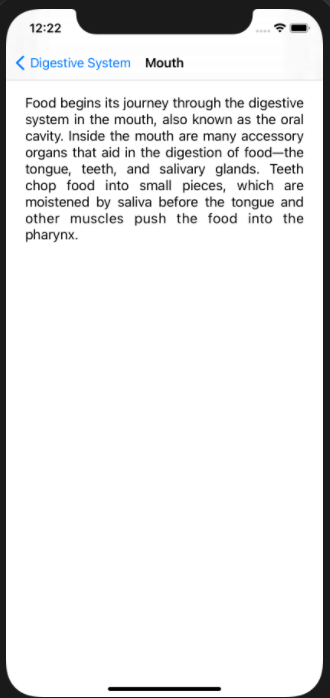 12:22
Digestive System Mouth
Food begins its journey through the digestive
system in the mouth, also known as the oral
cavity. Inside the mouth are many accessory
organs that aid in the digestion of food—the
tongue, teeth, and salivary glands. Teeth
chop food into small pieces, which are
moistened by saliva before the tongue and
other muscles push the food into the
pharynx.